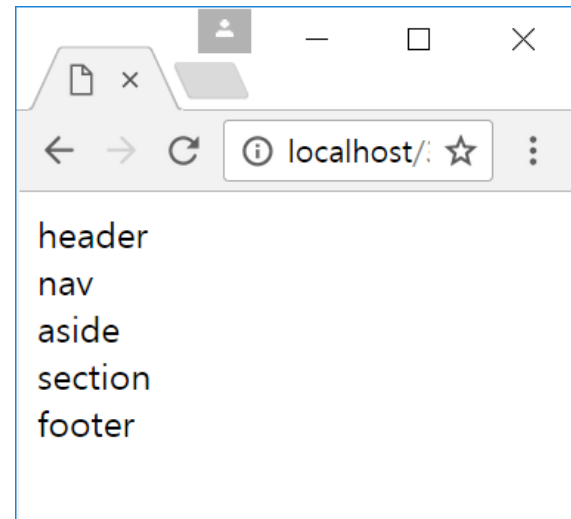 localhost/
header
nav
aside
section
footer